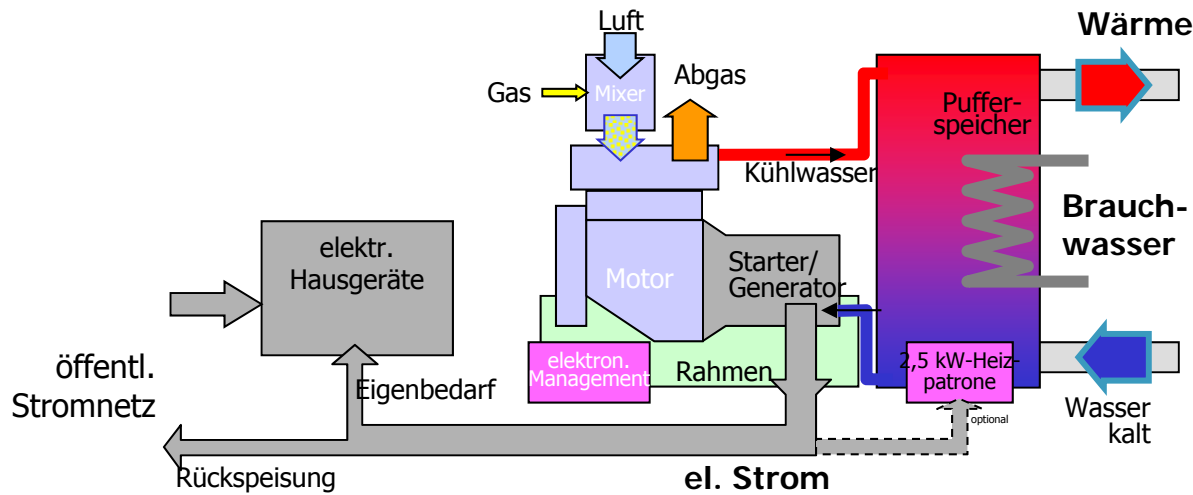 Luft
Wärme
Abgas
Gas
Mixer
Puffer-
speicher
Kühlwasser
Brauch-
wasser
elektr.
Hausgeräte
Motor
Starter/
Generator
öffentl.
Stromnetz
Eigenbedarf
elektron.
Management
Rahmen
2,5 kW-Heiz-
patrone
Wasser
kalt
optional
Rückspeisung
el. Strom